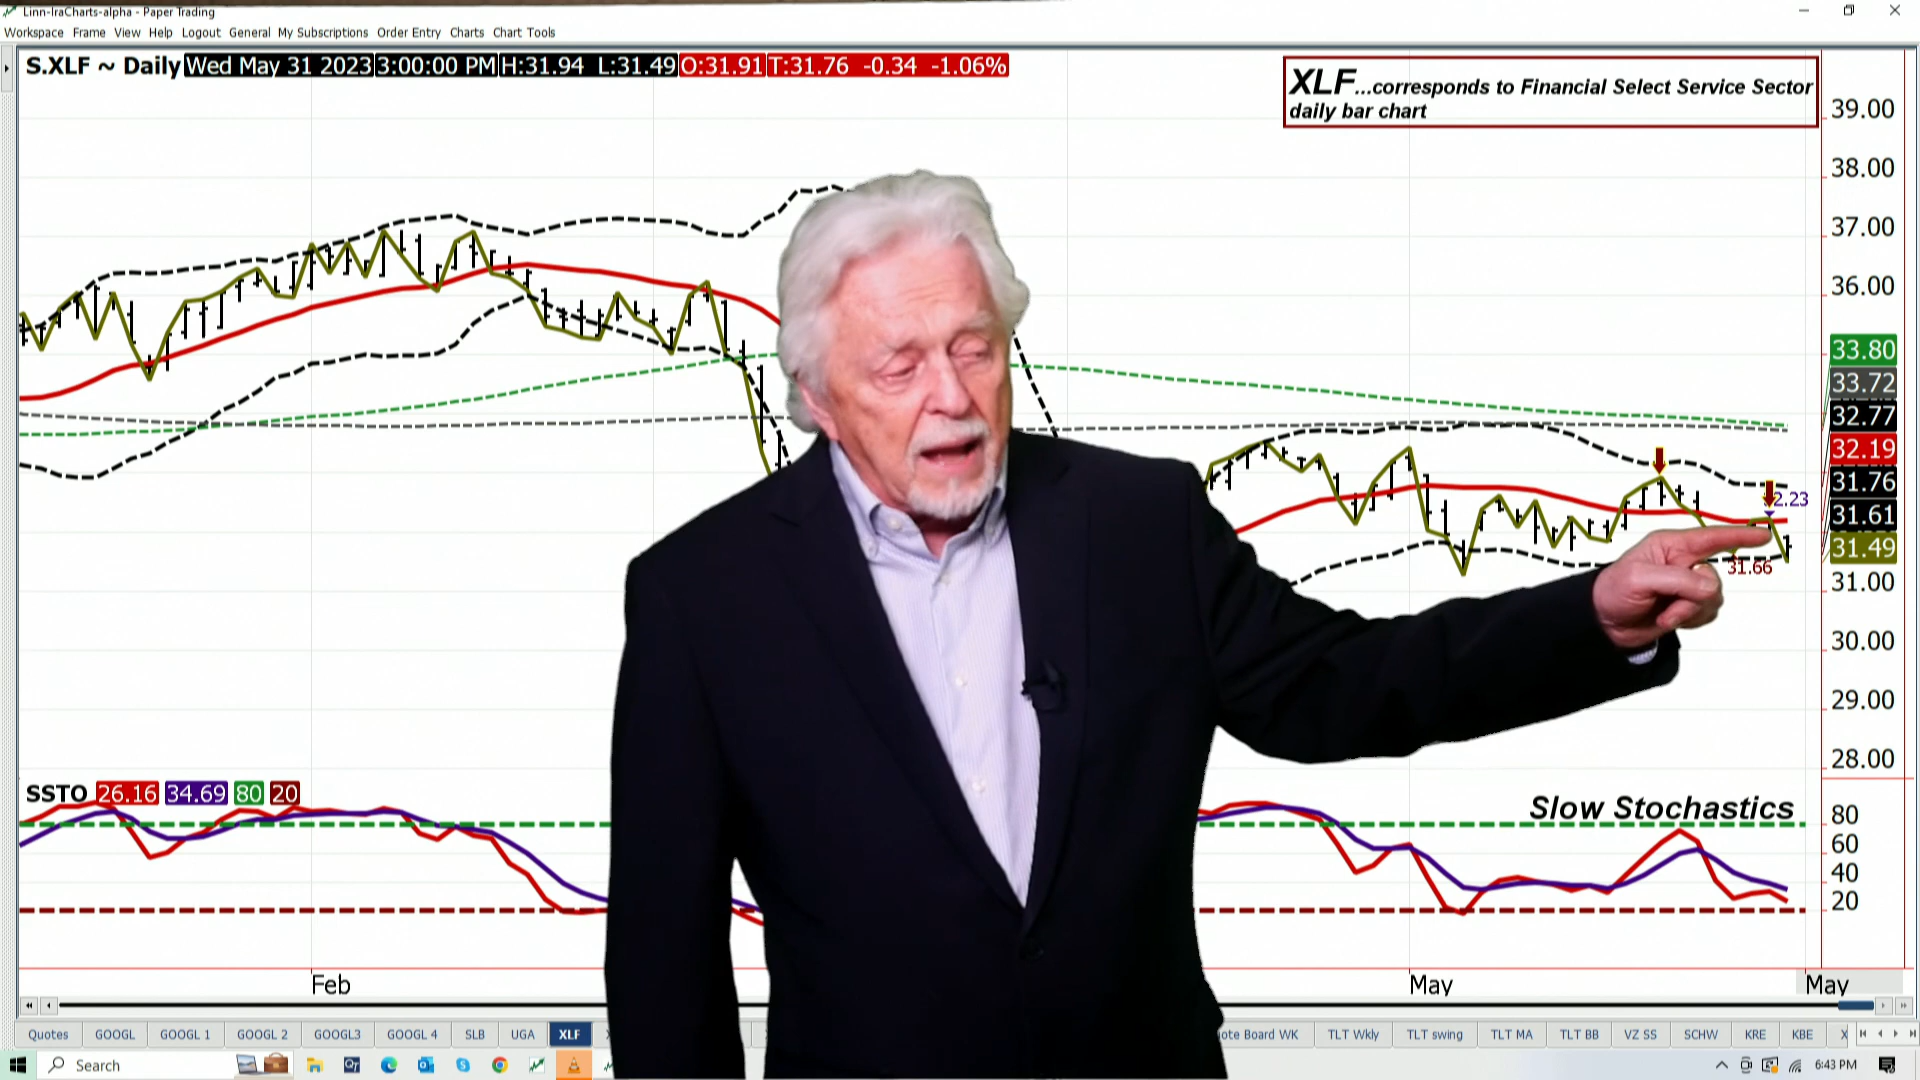 Linn-IraCharts-alpha - Paper Trading
Workspace Frame View Help Logout General My Subscriptions Order Entry Charts Chart Tools
S.XLF ~ Daily Wed May 31 2023 3:00:00 PM H:31.94 L:31.49 O:31.91 T:31.76 -0.34 -1.06%
XLF...corresponds to Financial Select Service Sector
daily bar chart
39.00
38.00
37.00
36.00
33.80
33.72
32.77
32.19
31.76
2.23
31.61
31.49
31.66
31.00
30.00
29.00
28.00
SSTO 26.16 34.69 80 20
Slow Stochastics
80
60
40
20
Feb
May
May
Quotes GOOGL GOOGL 1 GOOGL 2 GOOGL3 GOOGL 4 SLB UGA XLF ote Board WK TLT Wkly TLT swing TLT MA TLT BB VZ SS SCHW KRE KBE X
Search
6:43 PM